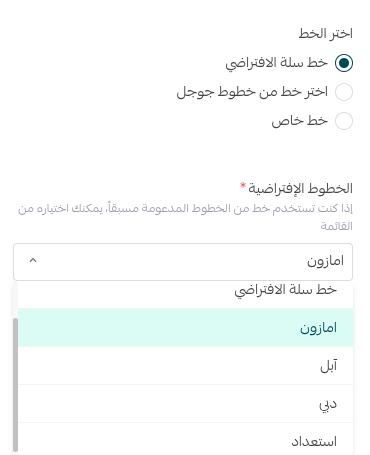 اختر الخط
خط سلة الافتراضي
اختر خط من خطوط جوجل
خط خاص
الخطوط الإفتراضية *
إذا كنت تستخدم خط من الخطوط المدعومة مسبقاً، يمكنك اختياره من
القائمة
امازون
خط سلة الافتراضي
امازون
آبل
دبي
استعداد